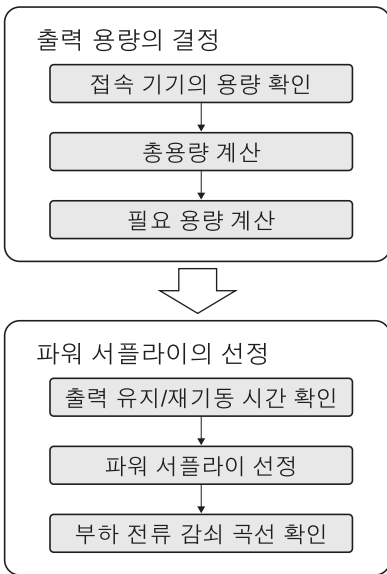 출력 용량의 결정
접속 기기의 용량 확인
총용량 계산
필요 용량 계산
파워 서플라이의 선정
출력 유지/재기동 시간 확인
파워 서플라이 선정
부하 전류 감쇠 곡선 확인